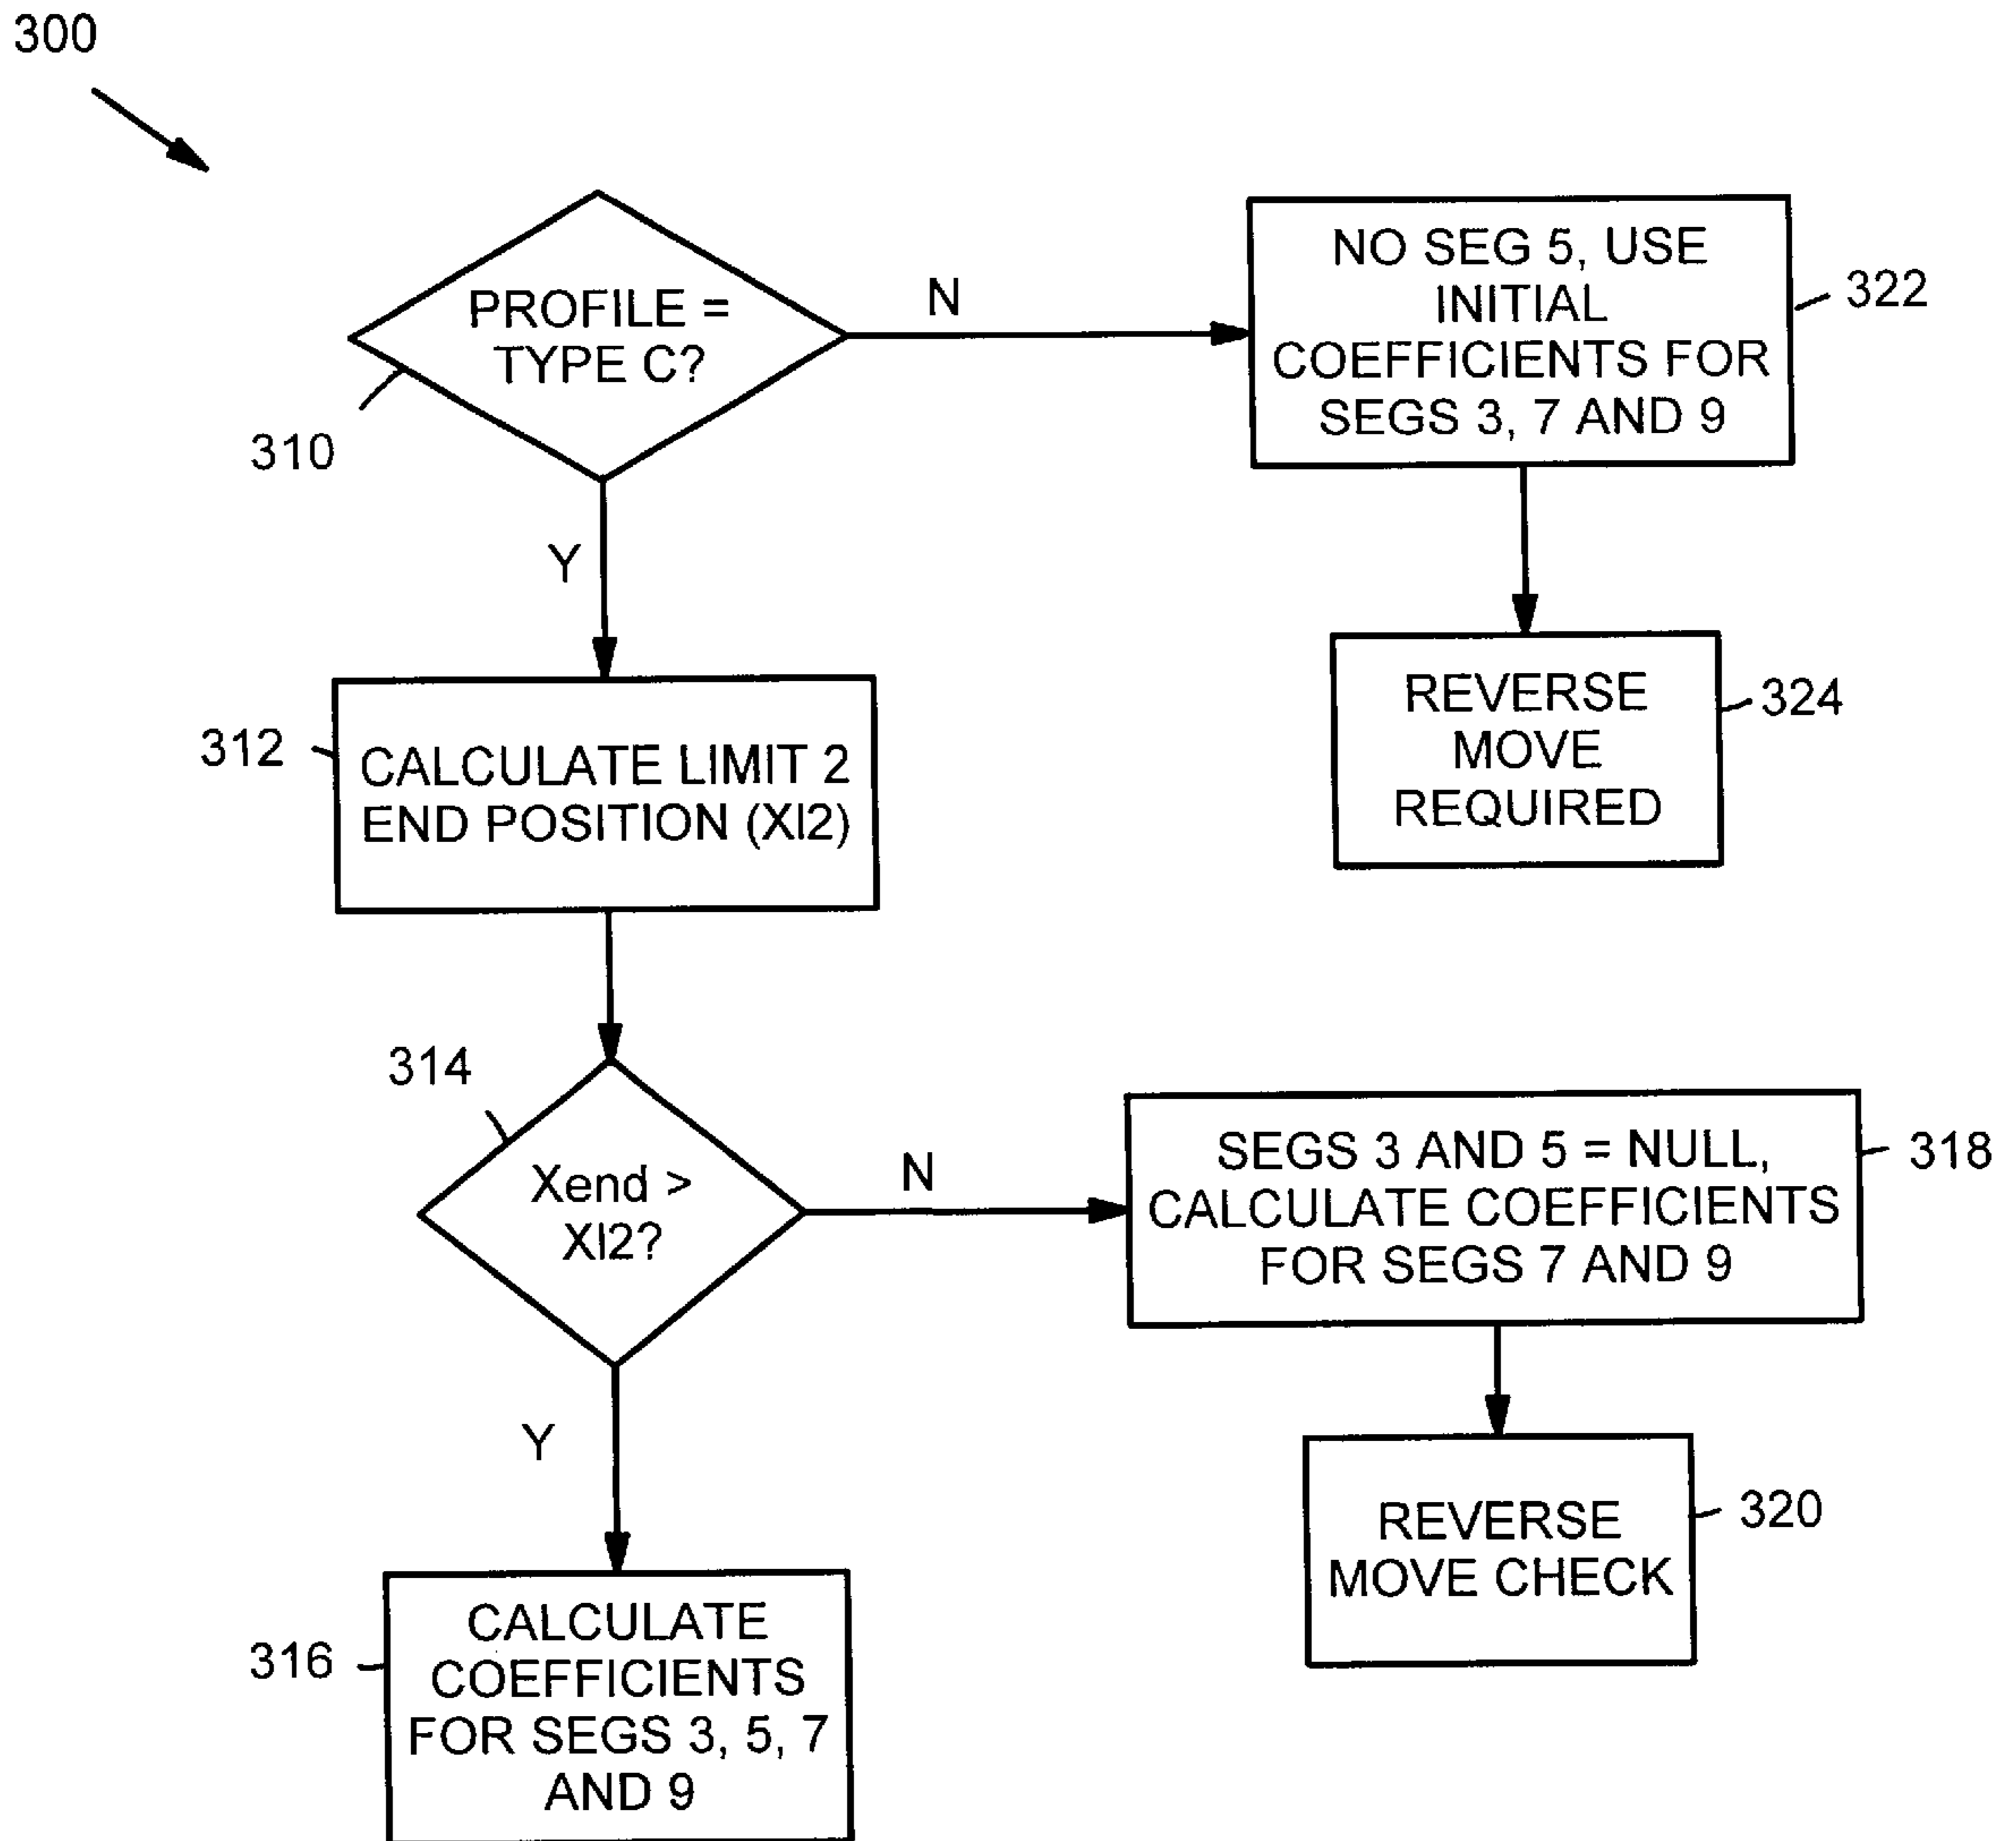 300
PROFILE =
TYPE C?
310
N
NO SEG 5, USE
INITIAL
COEFFICIENTS FOR
SEGS 3, 7 AND 9
322
Y
REVERSE
MOVE
REQUIRED
324
312
CALCULATE LIMIT 2
END POSITION (Xl2)
314
Xend >
Xl2?
N
SEGS 3 AND 5 = NULL,
CALCULATE COEFFICIENTS
FOR SEGS 7 AND 9
318
Y
REVERSE
MOVE CHECK
320
316
CALCULATE
COEFFICIENTS
FOR SEGS 3, 5, 7
AND 9